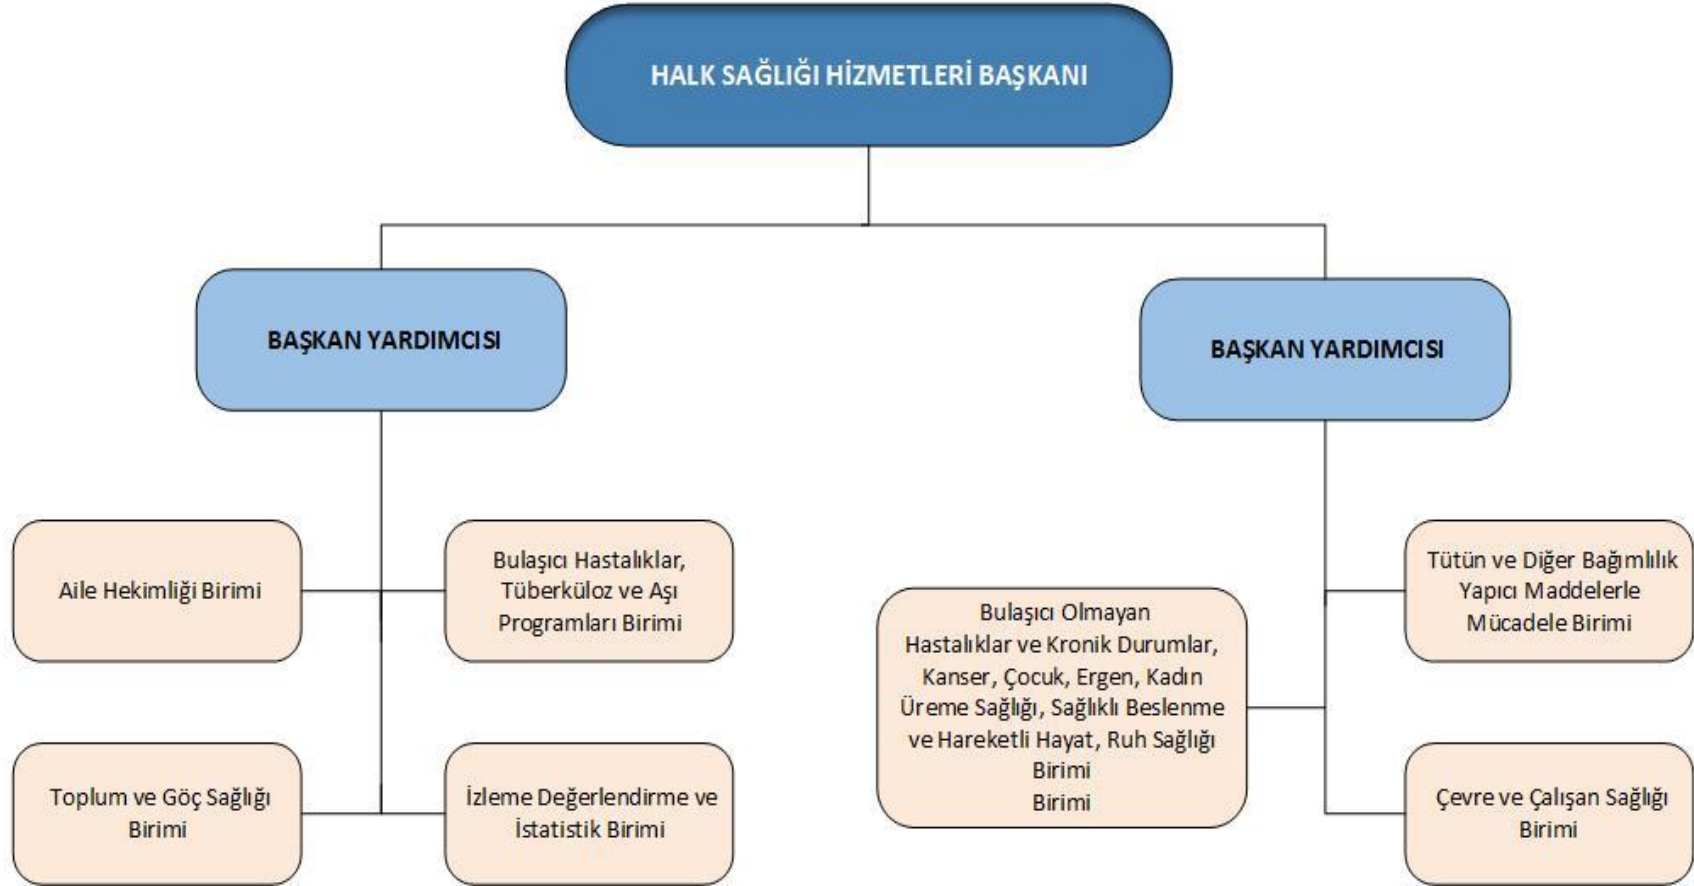 HALK SAĞLIĞI HİZMETLERİ BAŞKANI
BAŞKAN YARDIMCISI
BAŞKAN YARDIMCISI
Aile Hekimliği Birimi
Bulaşıcı Hastalıklar,
Tüberküloz ve Aşı
Programları Birimi
Toplum ve Göç Sağlığı
Birimi
İzleme Değerlendirme ve
İstatistik Birimi
Bulaşıcı Olmayan
Hastalıklar ve Kronik Durumlar,
Kanser, Çocuk, Ergen, Kadın
Üreme Sağlığı, Sağlıklı Beslenme
ve Hareketli Hayat, Ruh Sağlığı
Birimi
Birimi
Tütün ve Diğer Bağımlılık
Yapıcı Maddelerle
Mücadele Birimi
Çevre ve Çalışan Sağlığı
Birimi